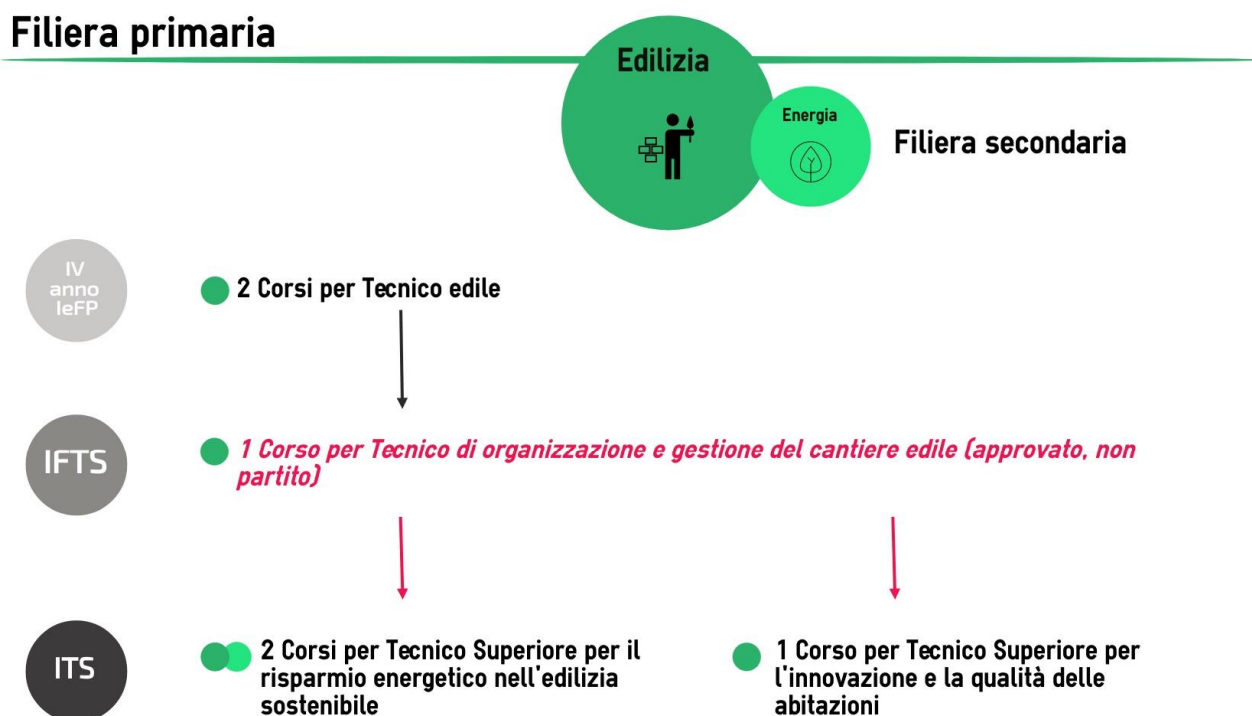 Filiera primaria
Edilizia
Energia
Filiera secondaria
IV
anno
IeFP
2 Corsi per Tecnico edile
IFTS
1 Corso per Tecnico di organizzazione e gestione del cantiere edile (approvato, non
partito)
ITS
2 Corsi per Tecnico Superiore per il
risparmio energetico nell'edilizia
sostenibile
1 Corso per Tecnico Superiore per
l'innovazione e la qualità delle
abitazioni